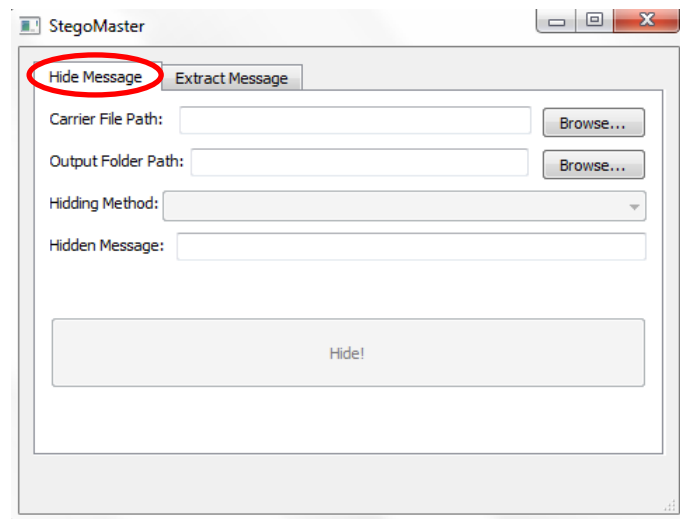 StegoMaster
Hide Message Extract Message
Carrier File Path: Browse...
Output Folder Path: Browse...
Hidding Method:
Hidden Message:
Hide!